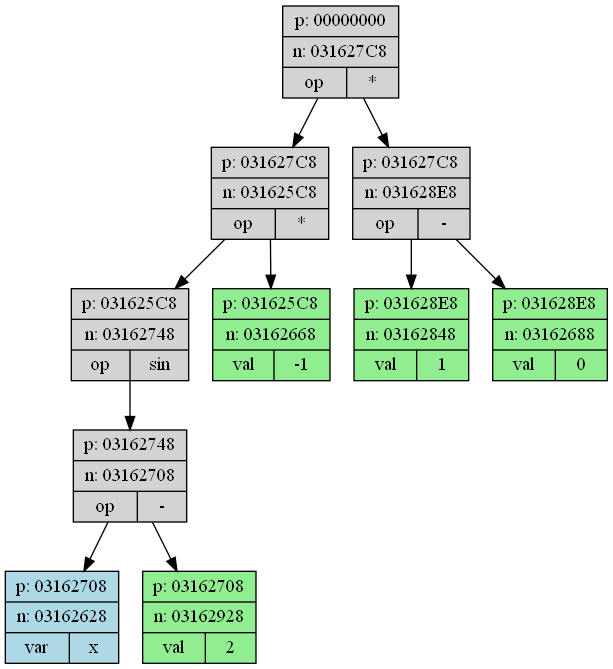 p: 00000000
n: 031627C8
op *
p: 031627C8
n: 031625C8
op *
p: 031627C8
n: 031628E8
op -
p: 031625C8
n: 03162748
op sin
p: 031625C8
n: 03162668
val -1
p: 031628E8
n: 03162848
val 1
p: 031628E8
n: 03162688
val 0
p: 03162748
n: 03162708
op -
p: 03162708
n: 03162628
var x
p: 03162708
n: 03162928
val 2